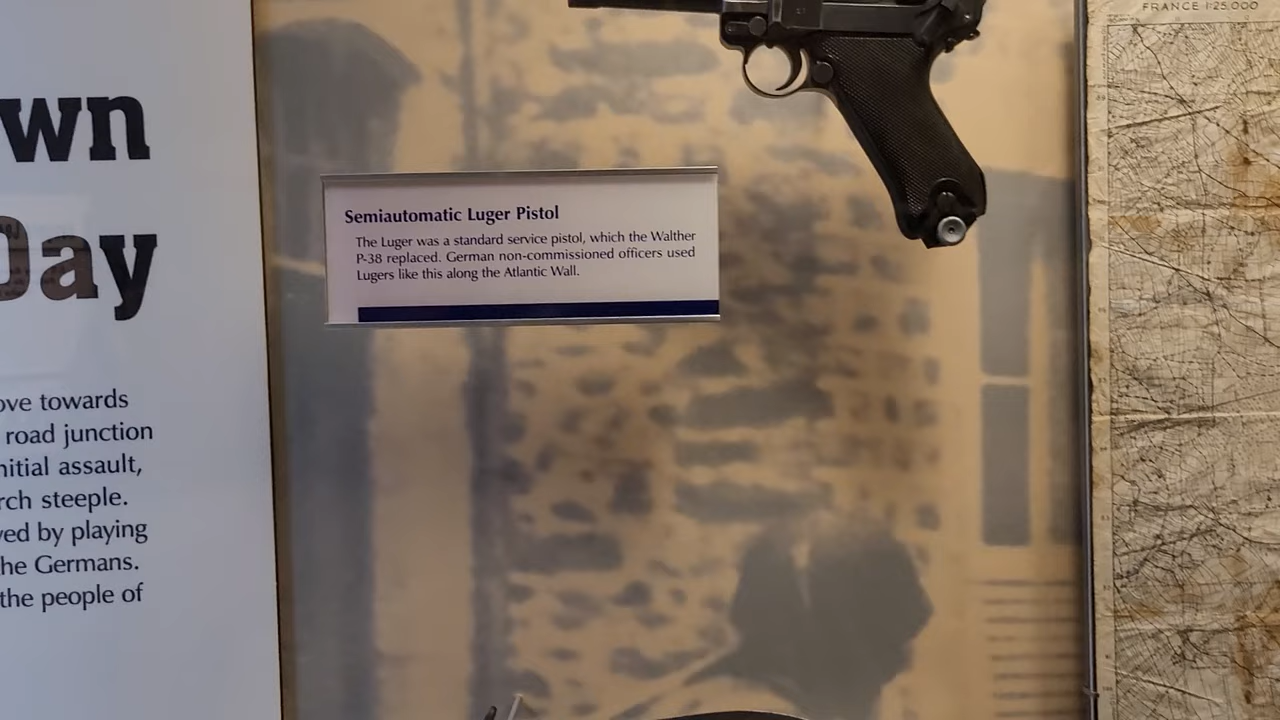 wn
Day
ove towards
road junction
nitial assault,
rch steeple.
ved by playing
he Germans.
the people of
Semiautomatic Luger Pistol
The Luger was a standard service pistol, which the Walther
P-38 replaced. German non-commissioned officers used
Lugers like this along the Atlantic Wall.
FRANCE 1:25,000